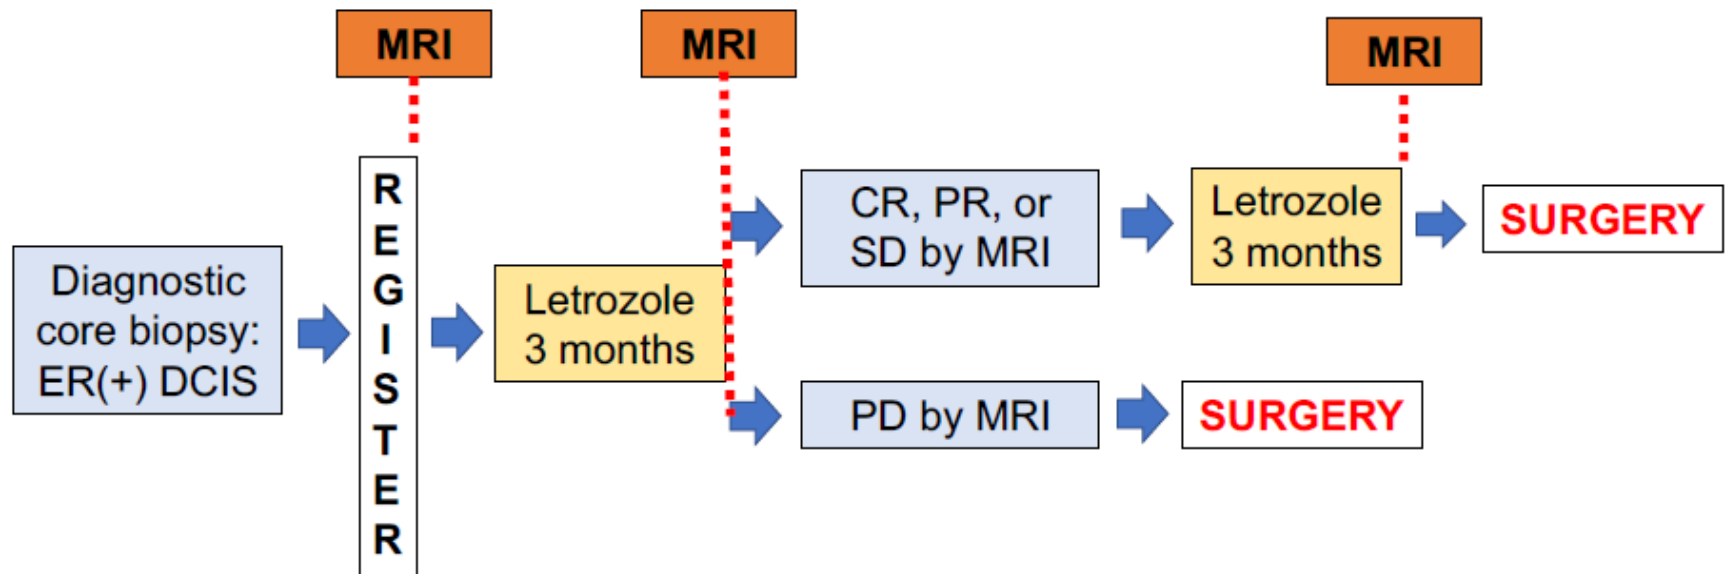 MRI
MRI
MRI
Diagnostic
core biopsy:
ER(+) DCIS
R
E
G
I
S
T
E
R
Letrozole
3 months
CR, PR, or
SD by MRI
Letrozole
3 months
SURGERY
PD by MRI
SURGERY